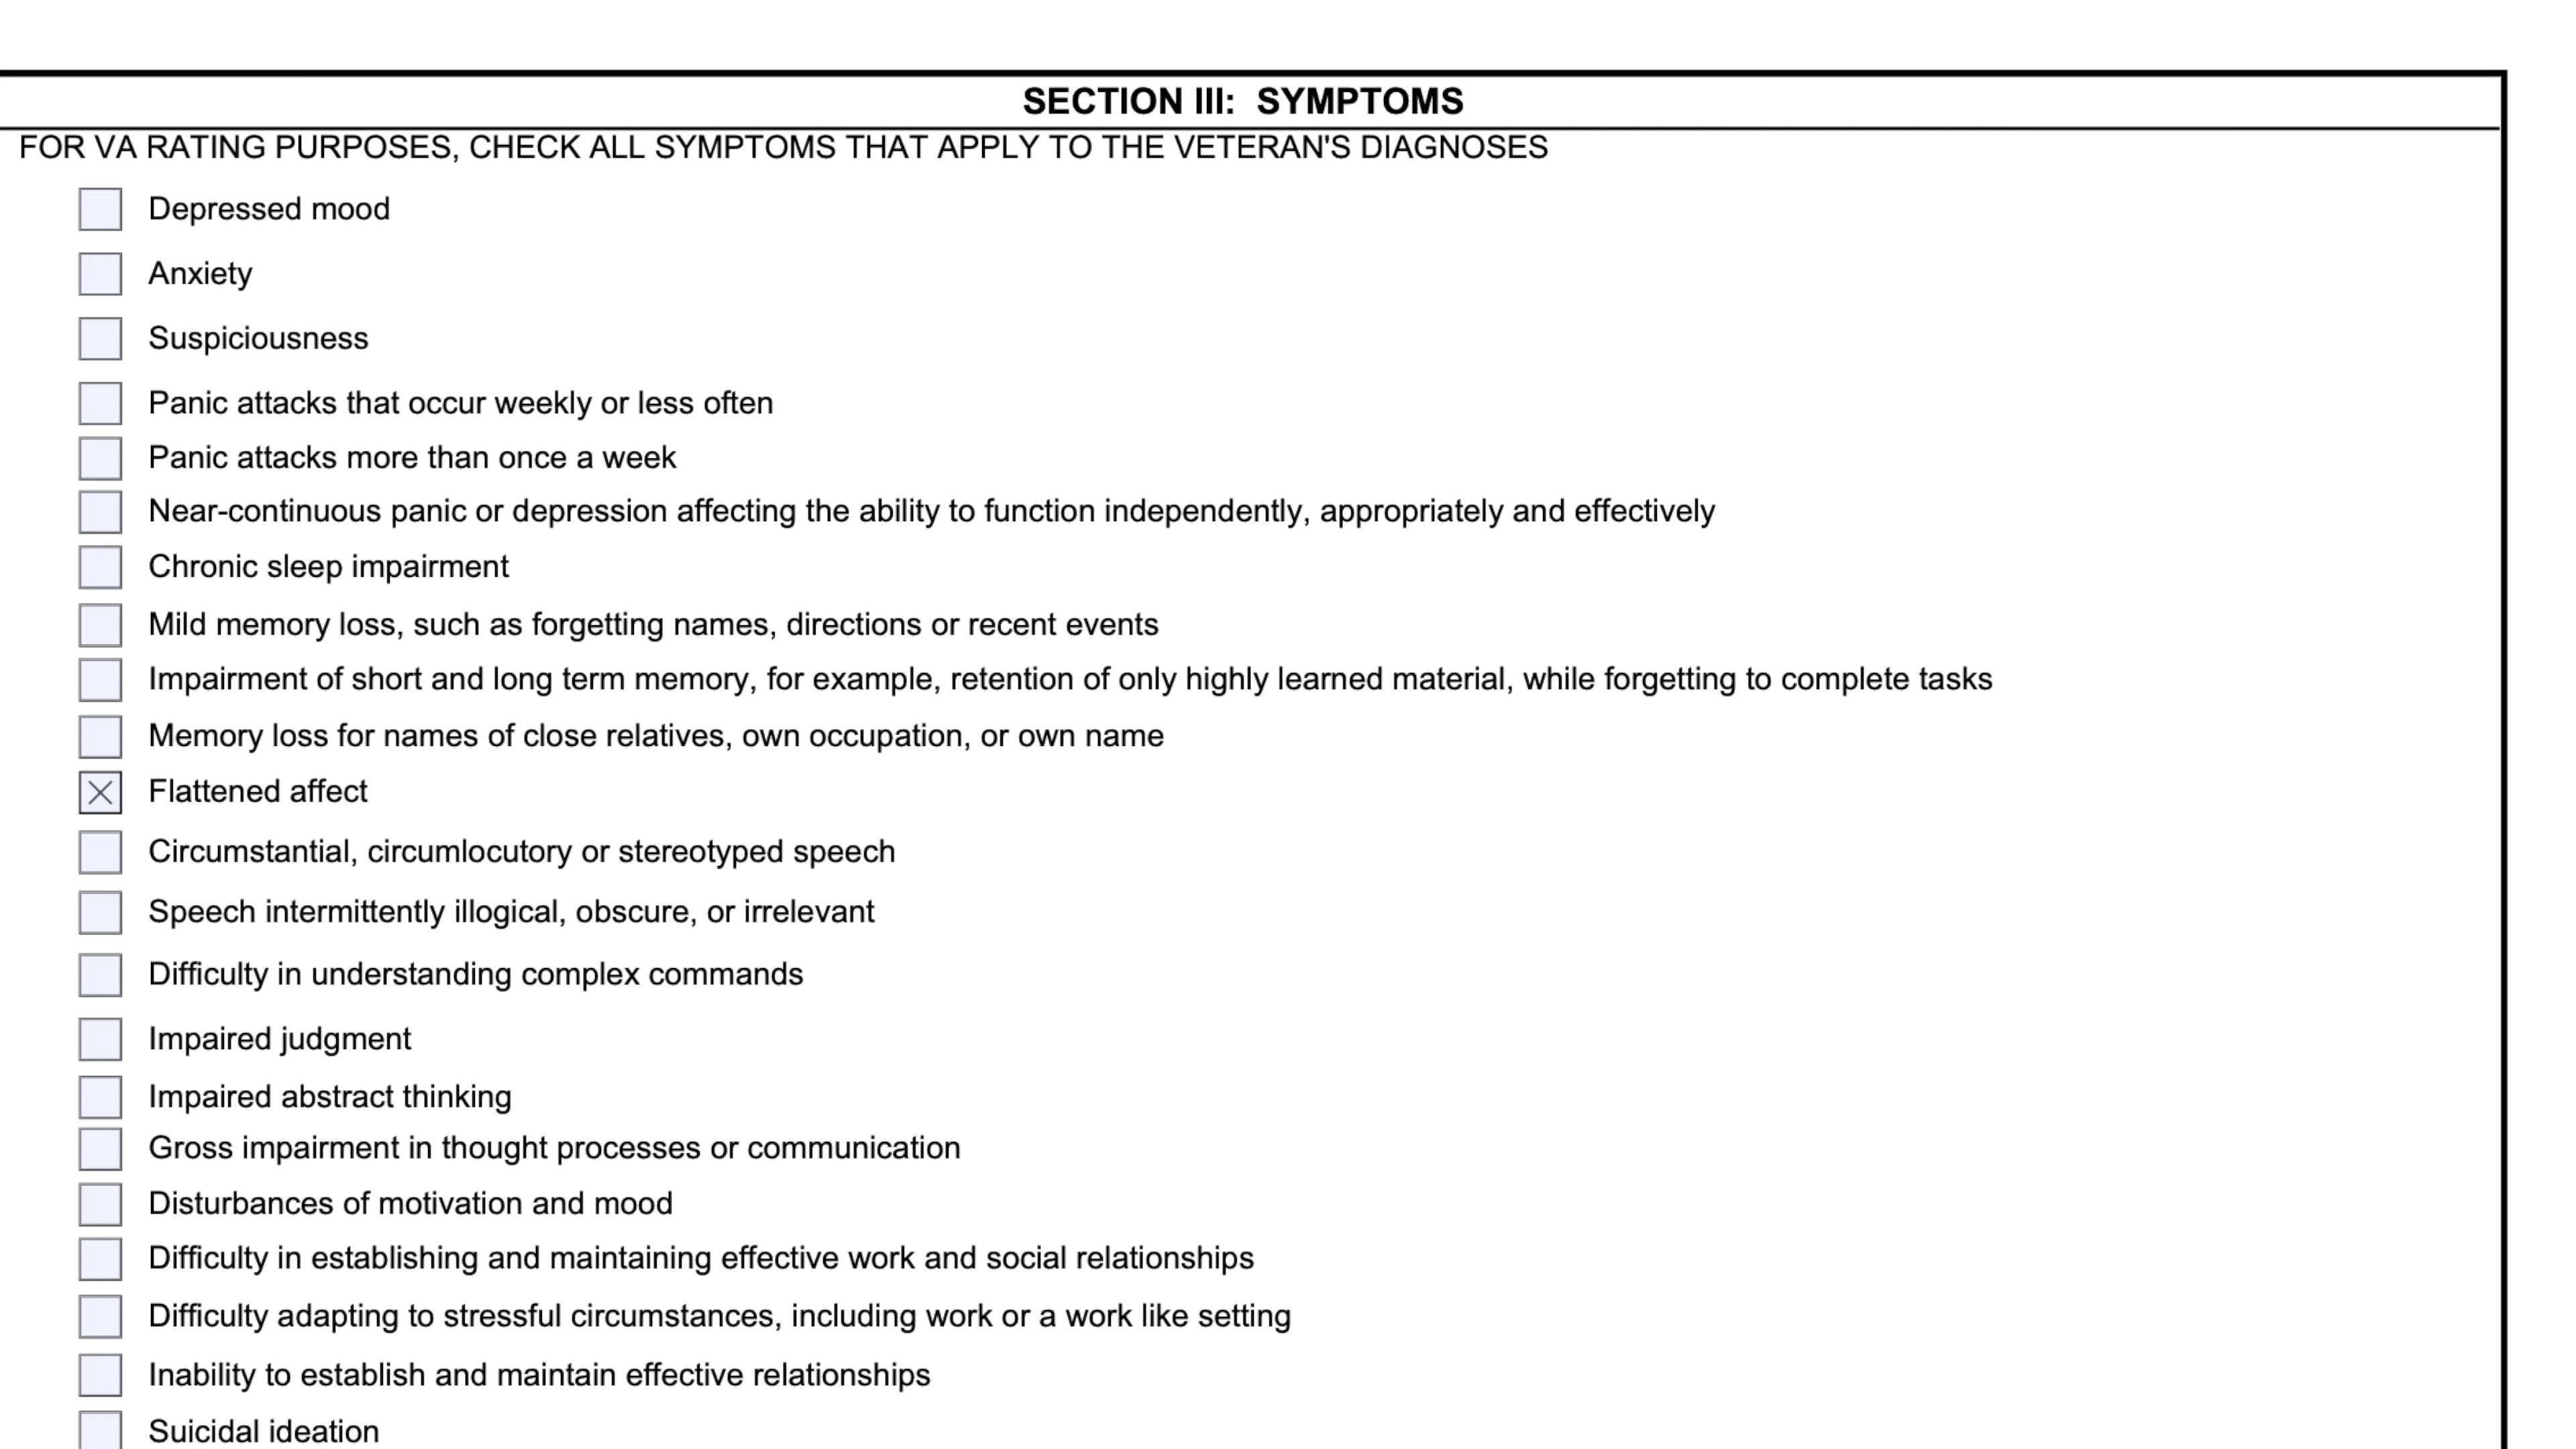 SECTION III: SYMPTOMS
FOR VA RATING PURPOSES, CHECK ALL SYMPTOMS THAT APPLY TO THE VETERAN'S DIAGNOSES
Depressed mood
Anxiety
Suspiciousness
Panic attacks that occur weekly or less often
Panic attacks more than once a week
Near-continuous panic or depression affecting the ability to function independently, appropriately and effectively
Chronic sleep impairment
Mild memory loss, such as forgetting names, directions or recent events
Impairment of short and long term memory, for example, retention of only highly learned material, while forgetting to complete tasks
Memory loss for names of close relatives, own occupation, or own name
Flattened affect
Circumstantial, circumlocutory or stereotyped speech
Speech intermittently illogical, obscure, or irrelevant
Difficulty in understanding complex commands
Impaired judgment
Impaired abstract thinking
Gross impairment in thought processes or communication
Disturbances of motivation and mood
Difficulty in establishing and maintaining effective work and social relationships
Difficulty adapting to stressful circumstances, including work or a work like setting
Inability to establish and maintain effective relationships
Suicidal ideation